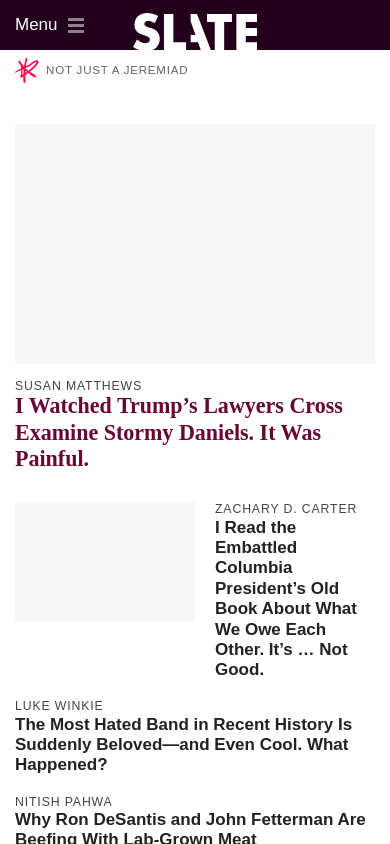 Menu
SLATE
NOT JUST A JEREMIAD
SUSAN MATTHEWS
I Watched Trump’s Lawyers Cross
Examine Stormy Daniels. It Was
Painful.
ZACHARY D. CARTER
I Read the
Embattled
Columbia
President’s Old
Book About What
We Owe Each
Other. It’s … Not
Good.
LUKE WINKIE
The Most Hated Band in Recent History Is
Suddenly Beloved—and Even Cool. What
Happened?
NITISH PAHWA
Why Ron DeSantis and John Fetterman Are
Beefing With Lab-Grown Meat